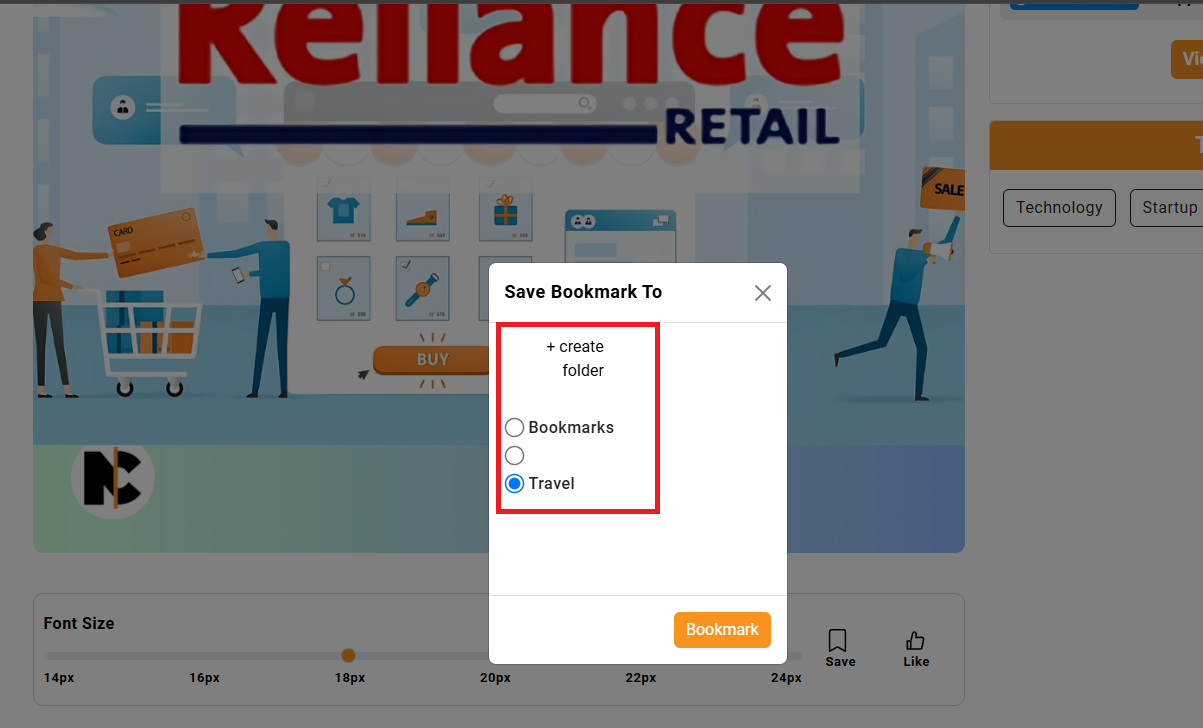 Reliance
RETAIL
CARD
BUY
SALE
Technology
Startup
Save Bookmark To
+ create
folder
Bookmarks
Travel
Bookmark
NC
Font Size
14px
16px
18px
20px
22px
24px
Save
Like